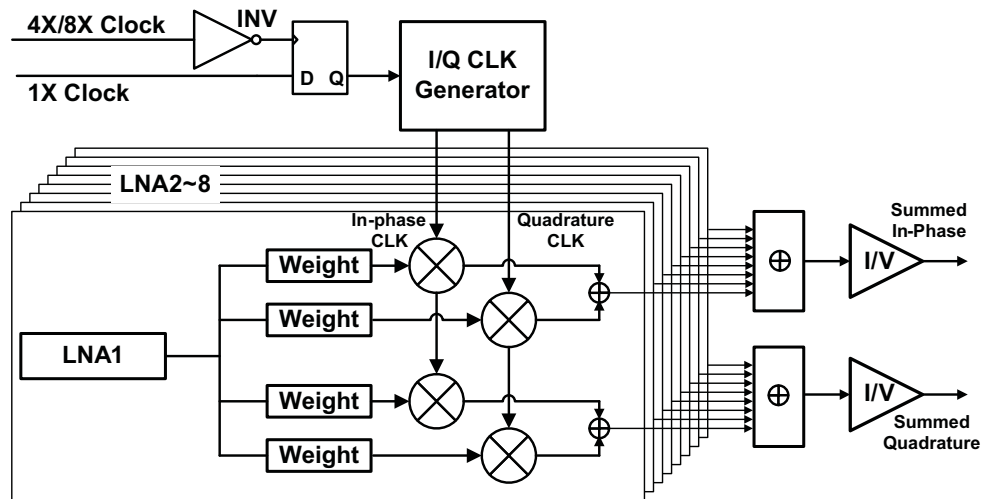 4X/8X Clock
INV
1X Clock
D Q
I/Q CLK
Generator
LNA2~8
In-phase
CLK
Quadrature
CLK
Weight
Weight
LNA1
Weight
Weight
I/V
Summed
In-Phase
I/V
Summed
Quadrature